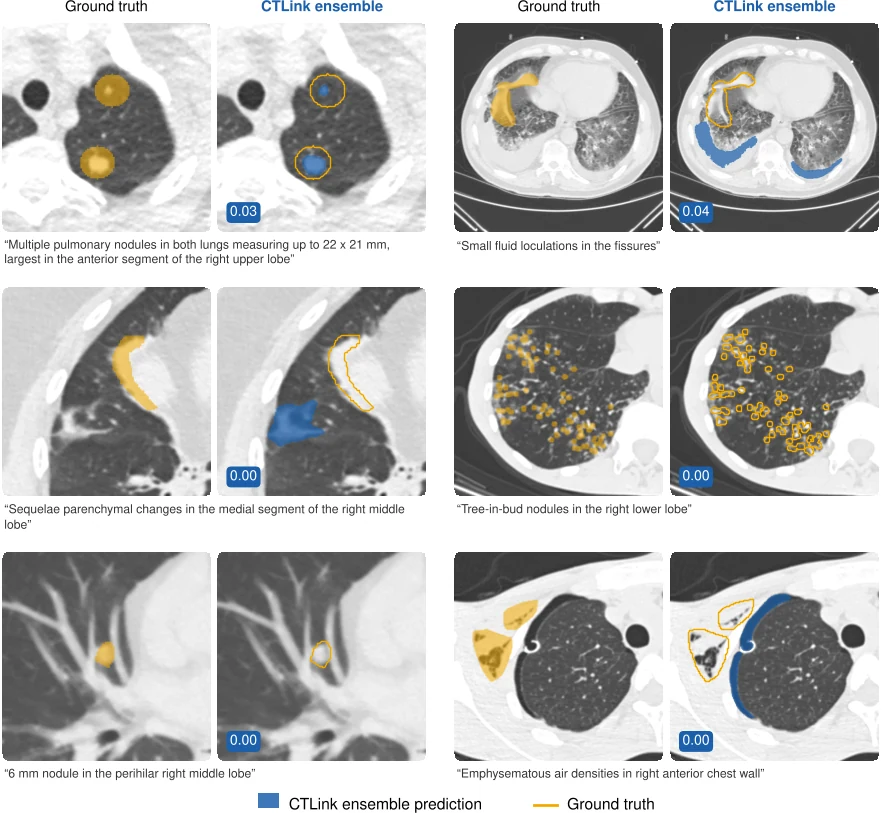 Ground truth
CTLink ensemble
Ground truth
CTLink ensemble
0.03
0.04
“Multiple pulmonary nodules in both lungs measuring up to 22 x 21 mm,
largest in the anterior segment of the right upper lobe”
“Small fluid loculations in the fissures”
0.00
0.00
“Sequelae parenchymal changes in the medial segment of the right middle
lobe”
“Tree-in-bud nodules in the right lower lobe”
0.00
0.00
“6 mm nodule in the perihilar right middle lobe”
“Emphysematous air densities in right anterior chest wall”
CTLink ensemble prediction
Ground truth